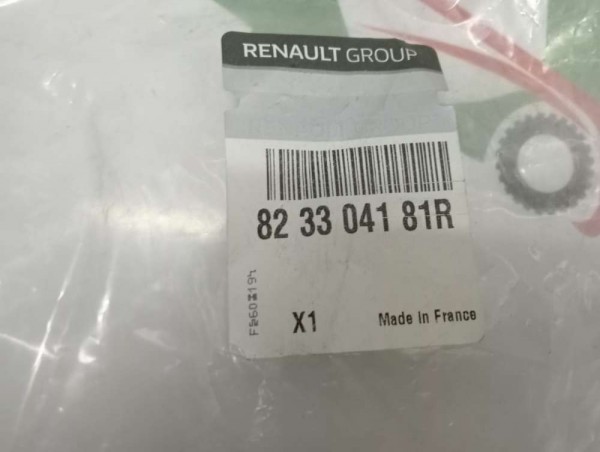 RENAULT GROUP
82 33 041 81R
X1
Made in France